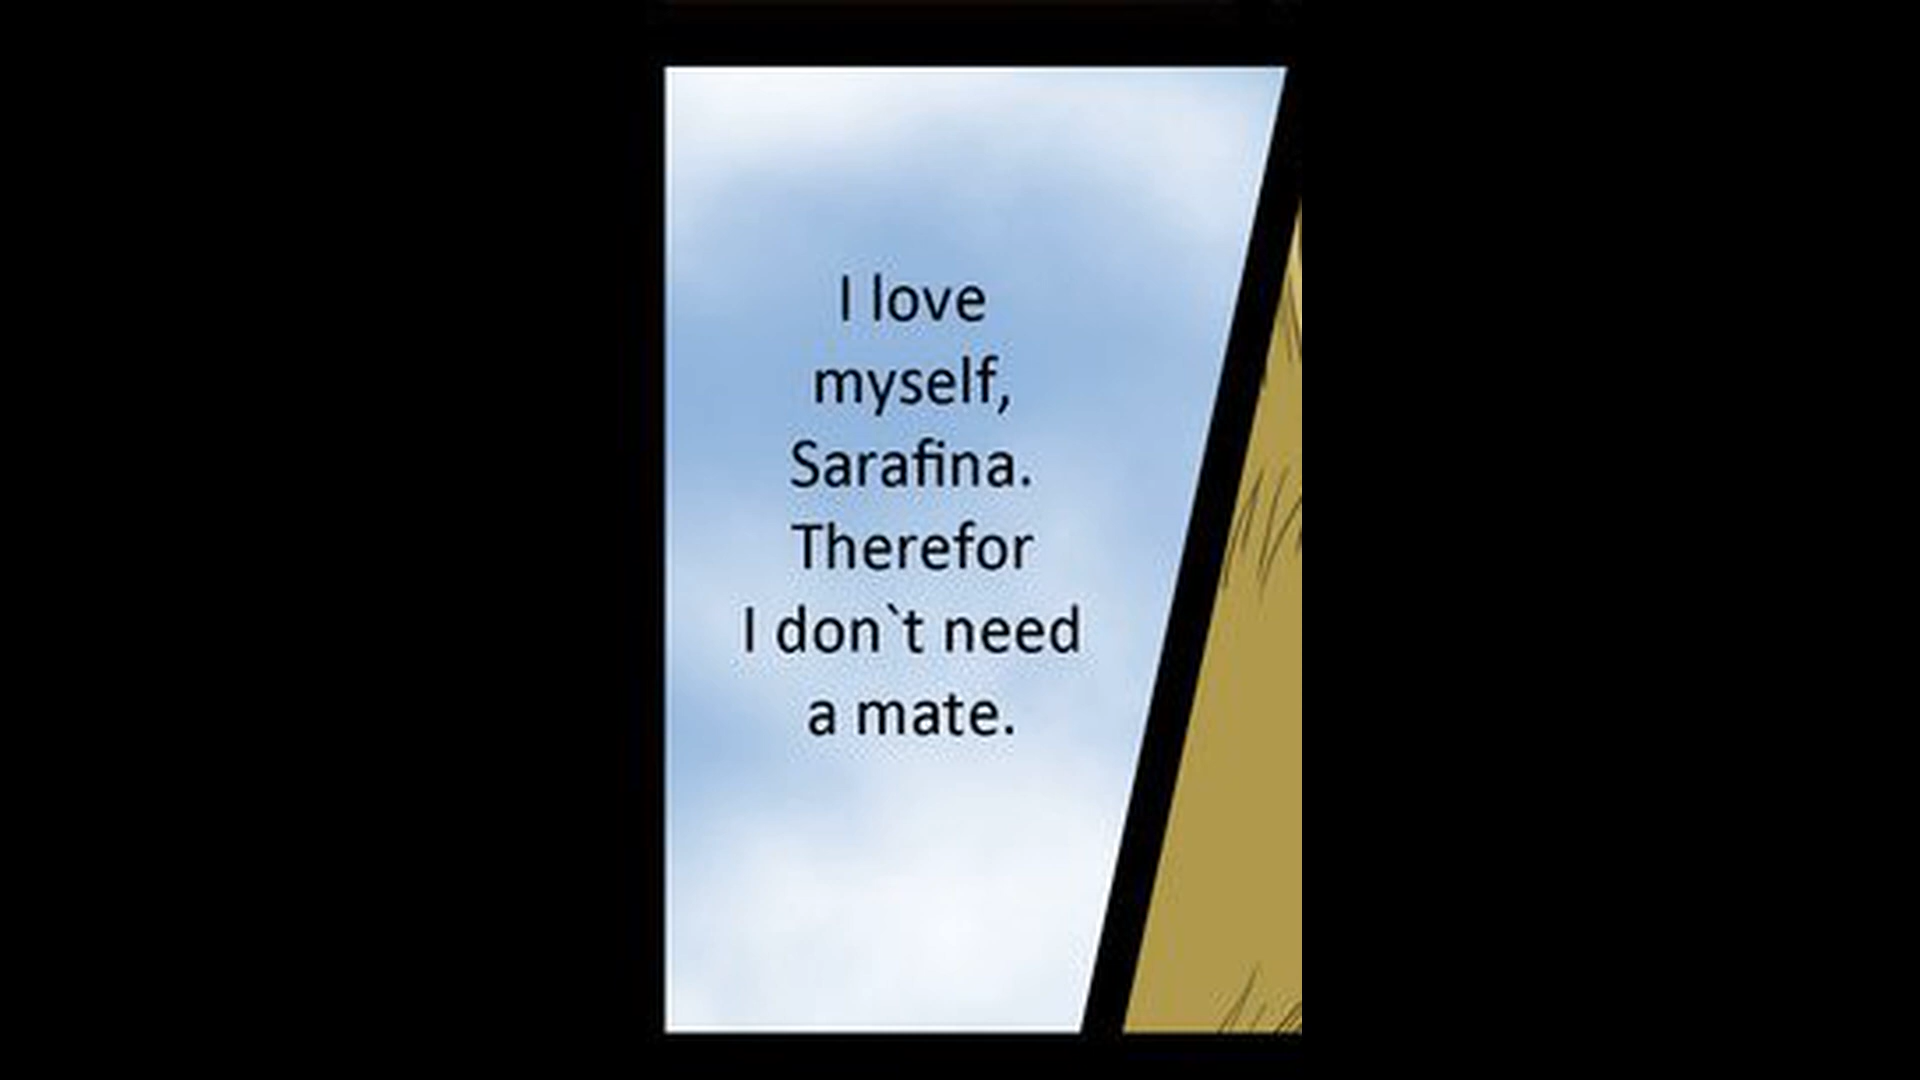 I love
myself,
Sarafina.
Therefor
I don`t need
a mate.